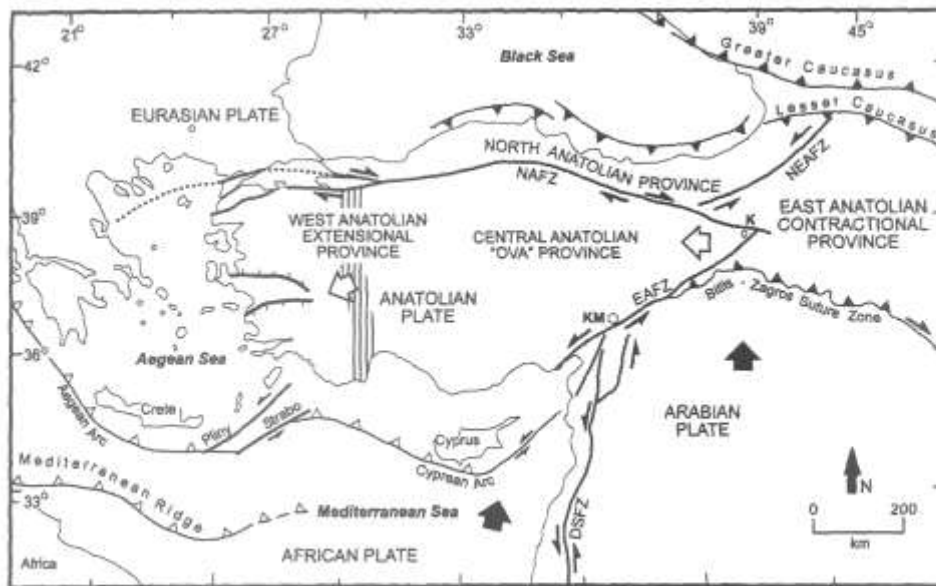 21°
27°
33°
39°
45°
42°
39°
36°
33°
Black Sea
Greater Caucasus
Lesser Caucasus
EURASIAN PLATE
NORTH ANATOLIAN PROVINCE
NAFZ
NEAFZ
WEST ANATOLIAN
EXTENSIONAL
PROVINCE
CENTRAL ANATOLIAN
"OVA" PROVINCE
K
EAST ANATOLIAN
CONTRACTIONAL
PROVINCE
ANATOLIAN
PLATE
EAFZ
Bitlis - Zagros Suture Zone
KM
Aegean Sea
Aegean Arc
Crete
Pliny
Strabo
Cyprus
Cyprean Arc
ARABIAN
PLATE
Mediterranean Ridge
Mediterranean Sea
AFRICAN PLATE
Africa
DSFZ
N
0 200
km